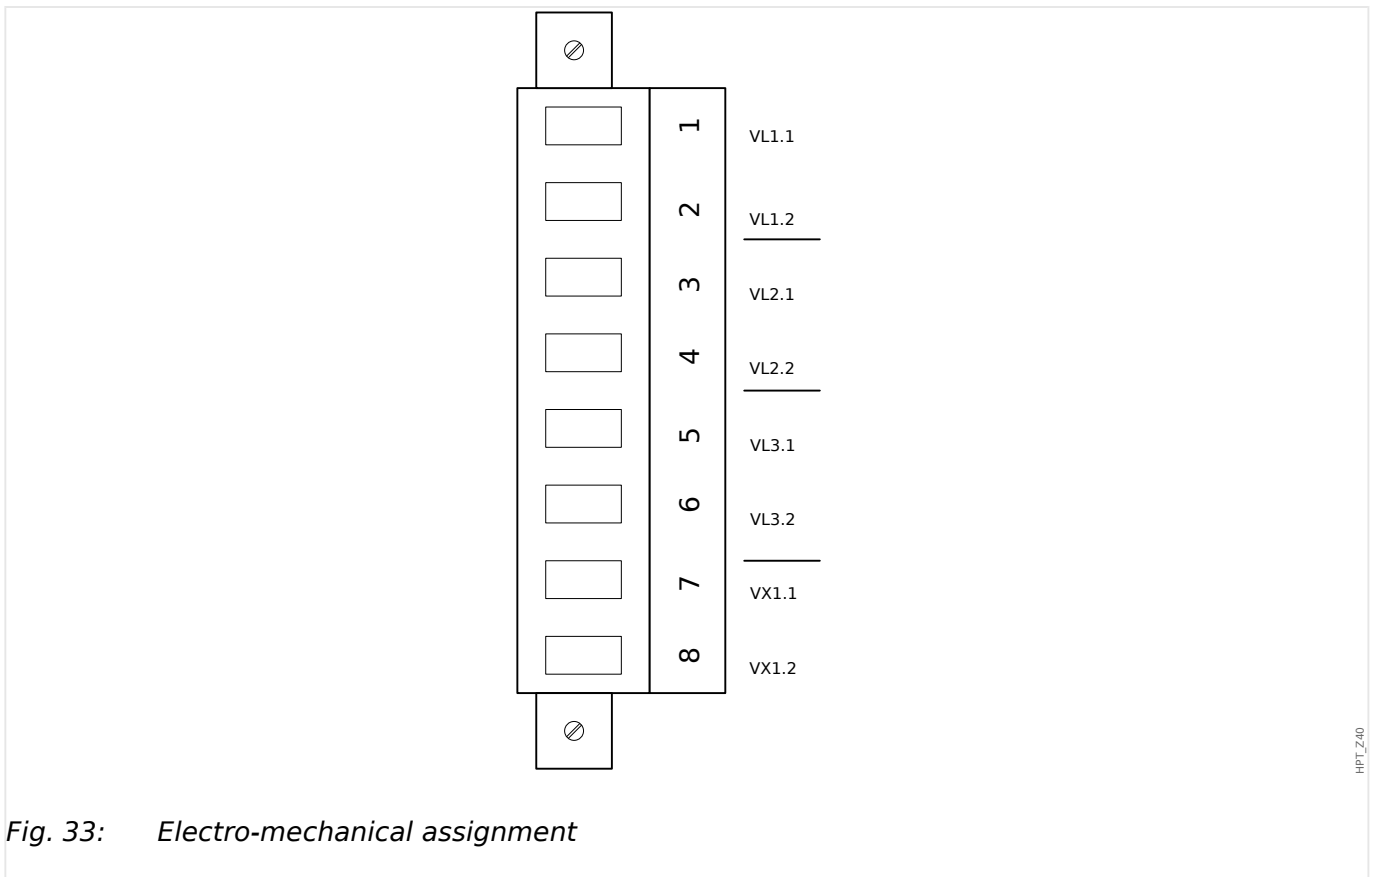 1 VL1.1
2 VL1.2
3 VL2.1
4 VL2.2
5 VL3.1
6 VL3.2
7 VX1.1
8 VX1.2
HPT_Z40
Fig. 33: Electro-mechanical assignment